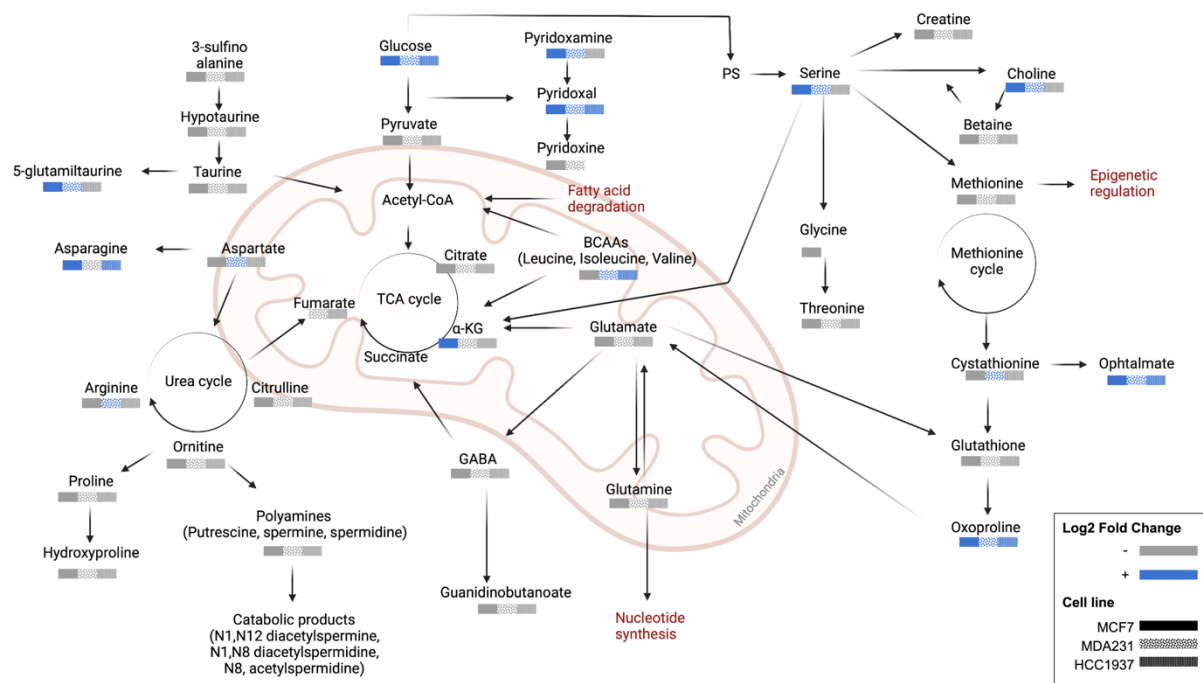 Creatine
3-sulfino
alanine
Glucose
Pyridoxamine
PS
Serine
Choline
Pyridoxal
Hypotaurine
Pyruvate
Betaine
Pyridoxine
5-glutamiltaurine
Taurine
Methionine
Epigenetic
regulation
Acetyl-CoA
Fatty acid
degradation
Glycine
Asparagine
Aspartate
BCAAs
(Leucine, Isoleucine, Valine)
Citrate
Methionine
cycle
TCA cycle
Fumarate
Threonine
α-KG
Glutamate
Succinate
Cystathionine
Ophtalmate
Urea cycle
Arginine
Citrulline
Ornitine
Glutathione
GABA
Proline
Glutamine
Mitochondria
Polyamines
(Putrescine, spermine, spermidine)
Oxoproline
Hydroxyproline
Guanidinobutanoate
Catabolic products
(N1,N12 diacetylspermine,
N1,N8 diacetylspermidine,
N8, acetylspermidine)
Nucleotide
synthesis
Log2 Fold Change
-
+
Cell line
MCF7
MDA231
HCC1937